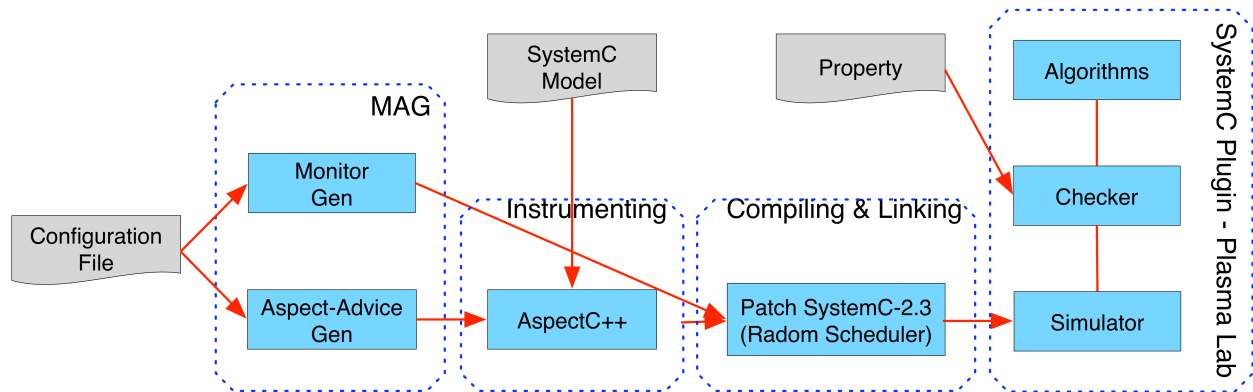 SystemC
Model
Property
Algorithms
MAG
Monitor
Gen
Checker
Instrumenting
Compiling & Linking
Configuration
File
Aspect-Advice
Gen
AspectC++
Patch SystemC-2.3
(Radom Scheduler)
Simulator
SystemC Plugin - Plasma Lab